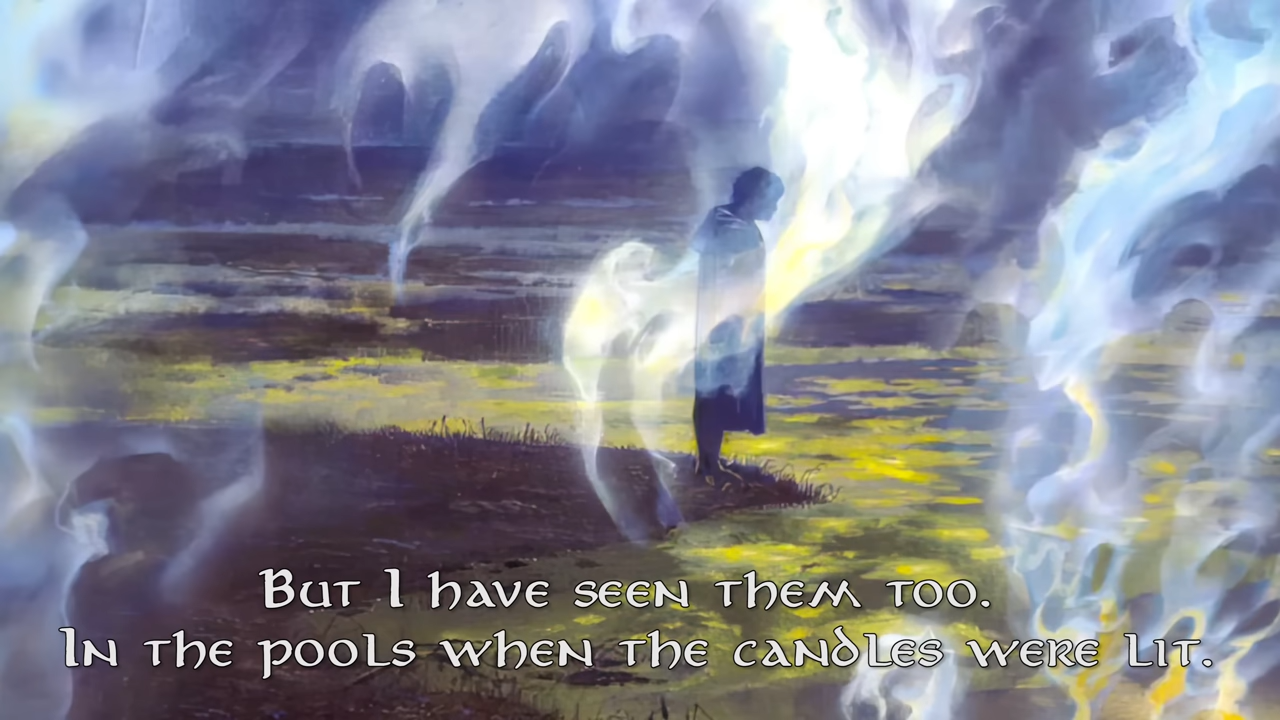 But I have seen them too.
In the pools when the candles were lit.